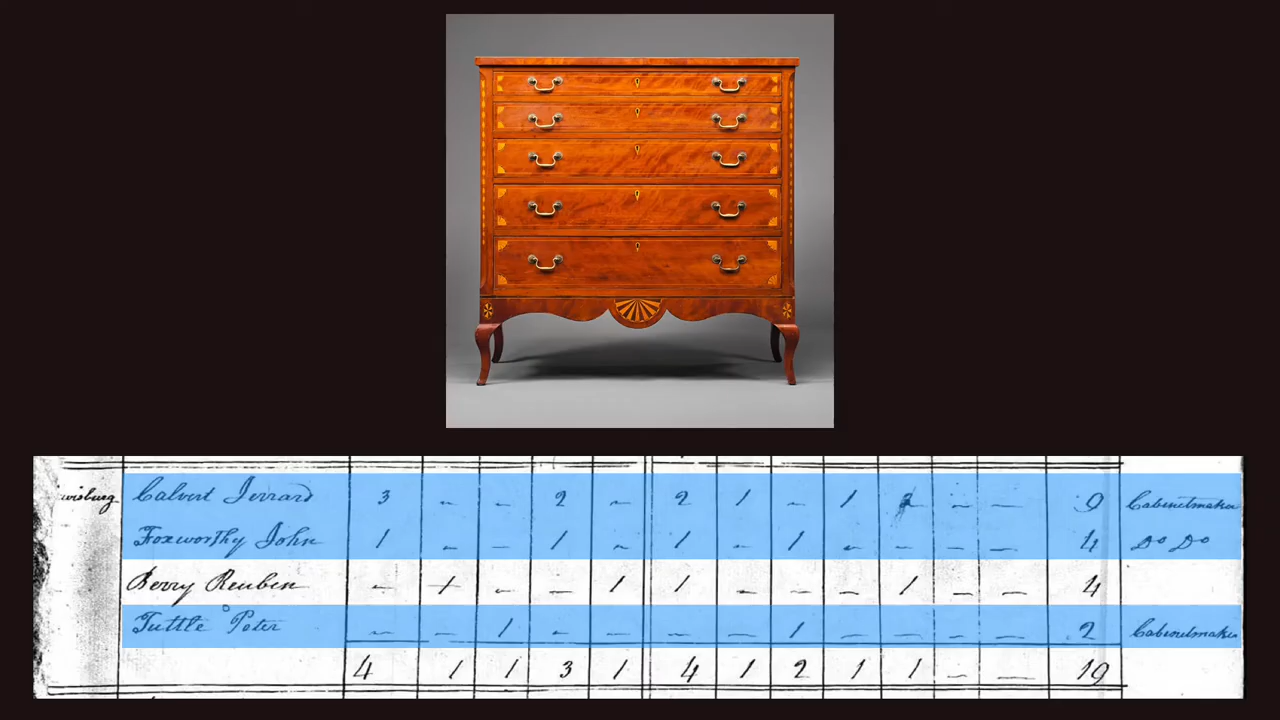 Calvert Jerrard 3 - - 2 - 2 1 - 1 - - 9 Cabinetmaker
Foxworthy John 1 - - 1 - 1 - 1 - - - - 4 Do Do
Berry Reuben - 1 - - 1 1 - - - 1 - - 4
Tuttle Peter - - 1 - - - - 1 - - - - 2 Cabinetmaker
4 1 1 3 1 4 1 2 1 1 - - 19